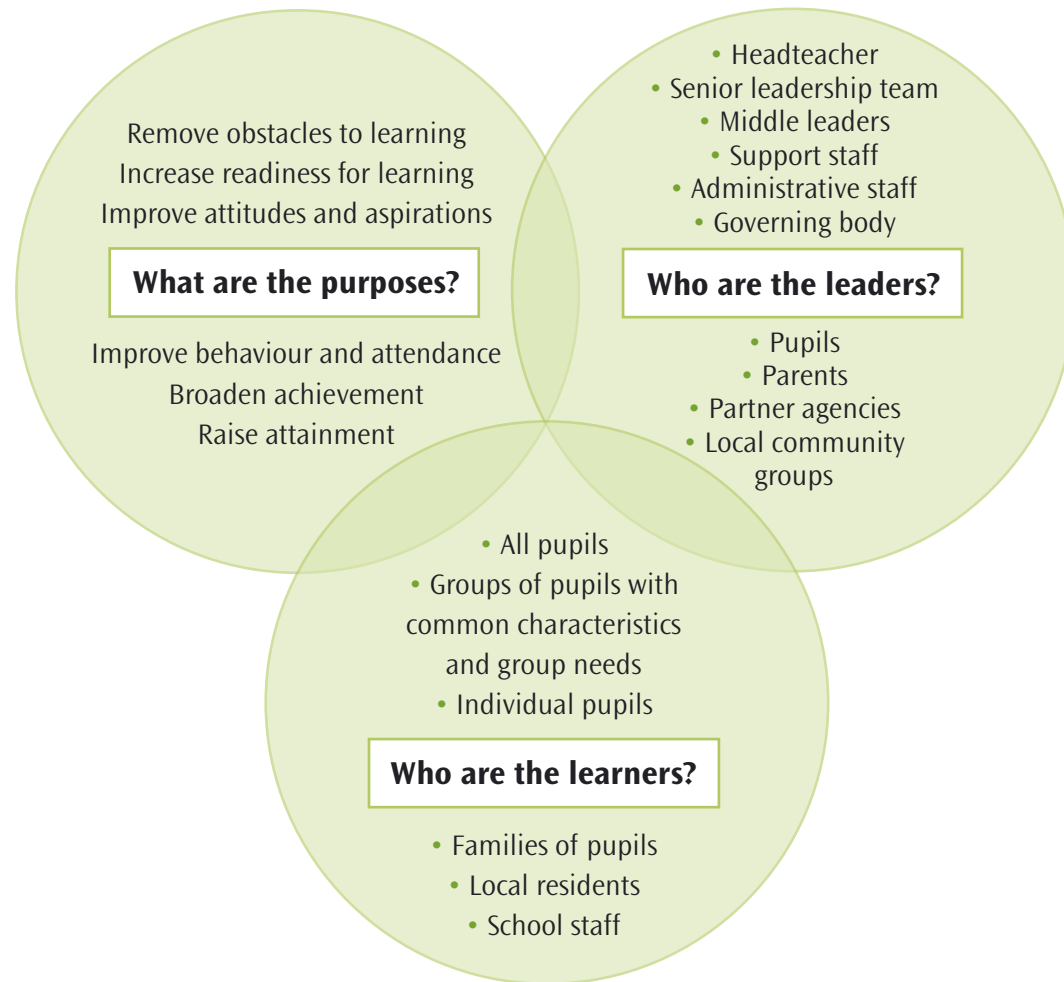 Remove obstacles to learning
Increase readiness for learning
Improve attitudes and aspirations
What are the purposes?
Improve behaviour and attendance
Broaden achievement
Raise attainment
• Headteacher
• Senior leadership team
• Middle leaders
• Support staff
• Administrative staff
• Governing body
Who are the leaders?
• Pupils
• Parents
• Partner agencies
• Local community
groups
• All pupils
• Groups of pupils with
common characteristics
and group needs
• Individual pupils
Who are the learners?
• Families of pupils
• Local residents
• School staff